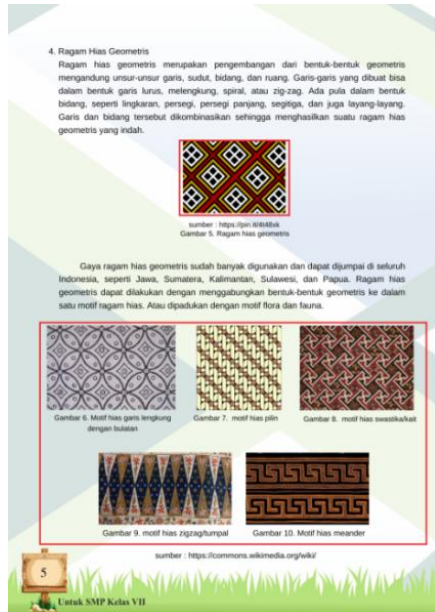 4. Ragam Hias Geometris
Ragam hias geometris merupakan pengembangan dari bentuk-bentuk geometris
mengandung unsur-unsur garis, sudut, bidang, dan ruang. Garis-garis yang dibuat bisa
dalam bentuk garis lurus, melengkung, spiral, atau zig-zag. Ada pula dalam bentuk
bidang, seperti lingkaran, persegi, persegi panjang, segitiga, dan juga layang-layang.
Garis dan bidang tersebut dikombinasikan sehingga menghasilkan suatu ragam hias
geometris yang indah.
Gambar 5. Ragam hias geometris
Gaya ragam hias geometris sudah banyak digunakan dan dapat dijumpai di seluruh
Indonesia, seperti Jawa, Sumatera, Kalimantan, Sulawesi, dan Papua. Ragam hias
geometris dapat dilakukan dengan menggabungkan bentuk-bentuk geometris ke dalam
satu motif ragam hias. Atau dipadukan dengan motif flora dan fauna.
Gambar 6. Motif hias garis lengkung
dengan bulatan
Gambar 7. motif hias pilin
Gambar 8. motif hias swastika/kait
Gambar 9. motif hias zigzag/tumpal
Gambar 10. Motif hias meander
sumber : https://commons.wikimedia.org/wiki/
5
Untuk SMP Kelas VII